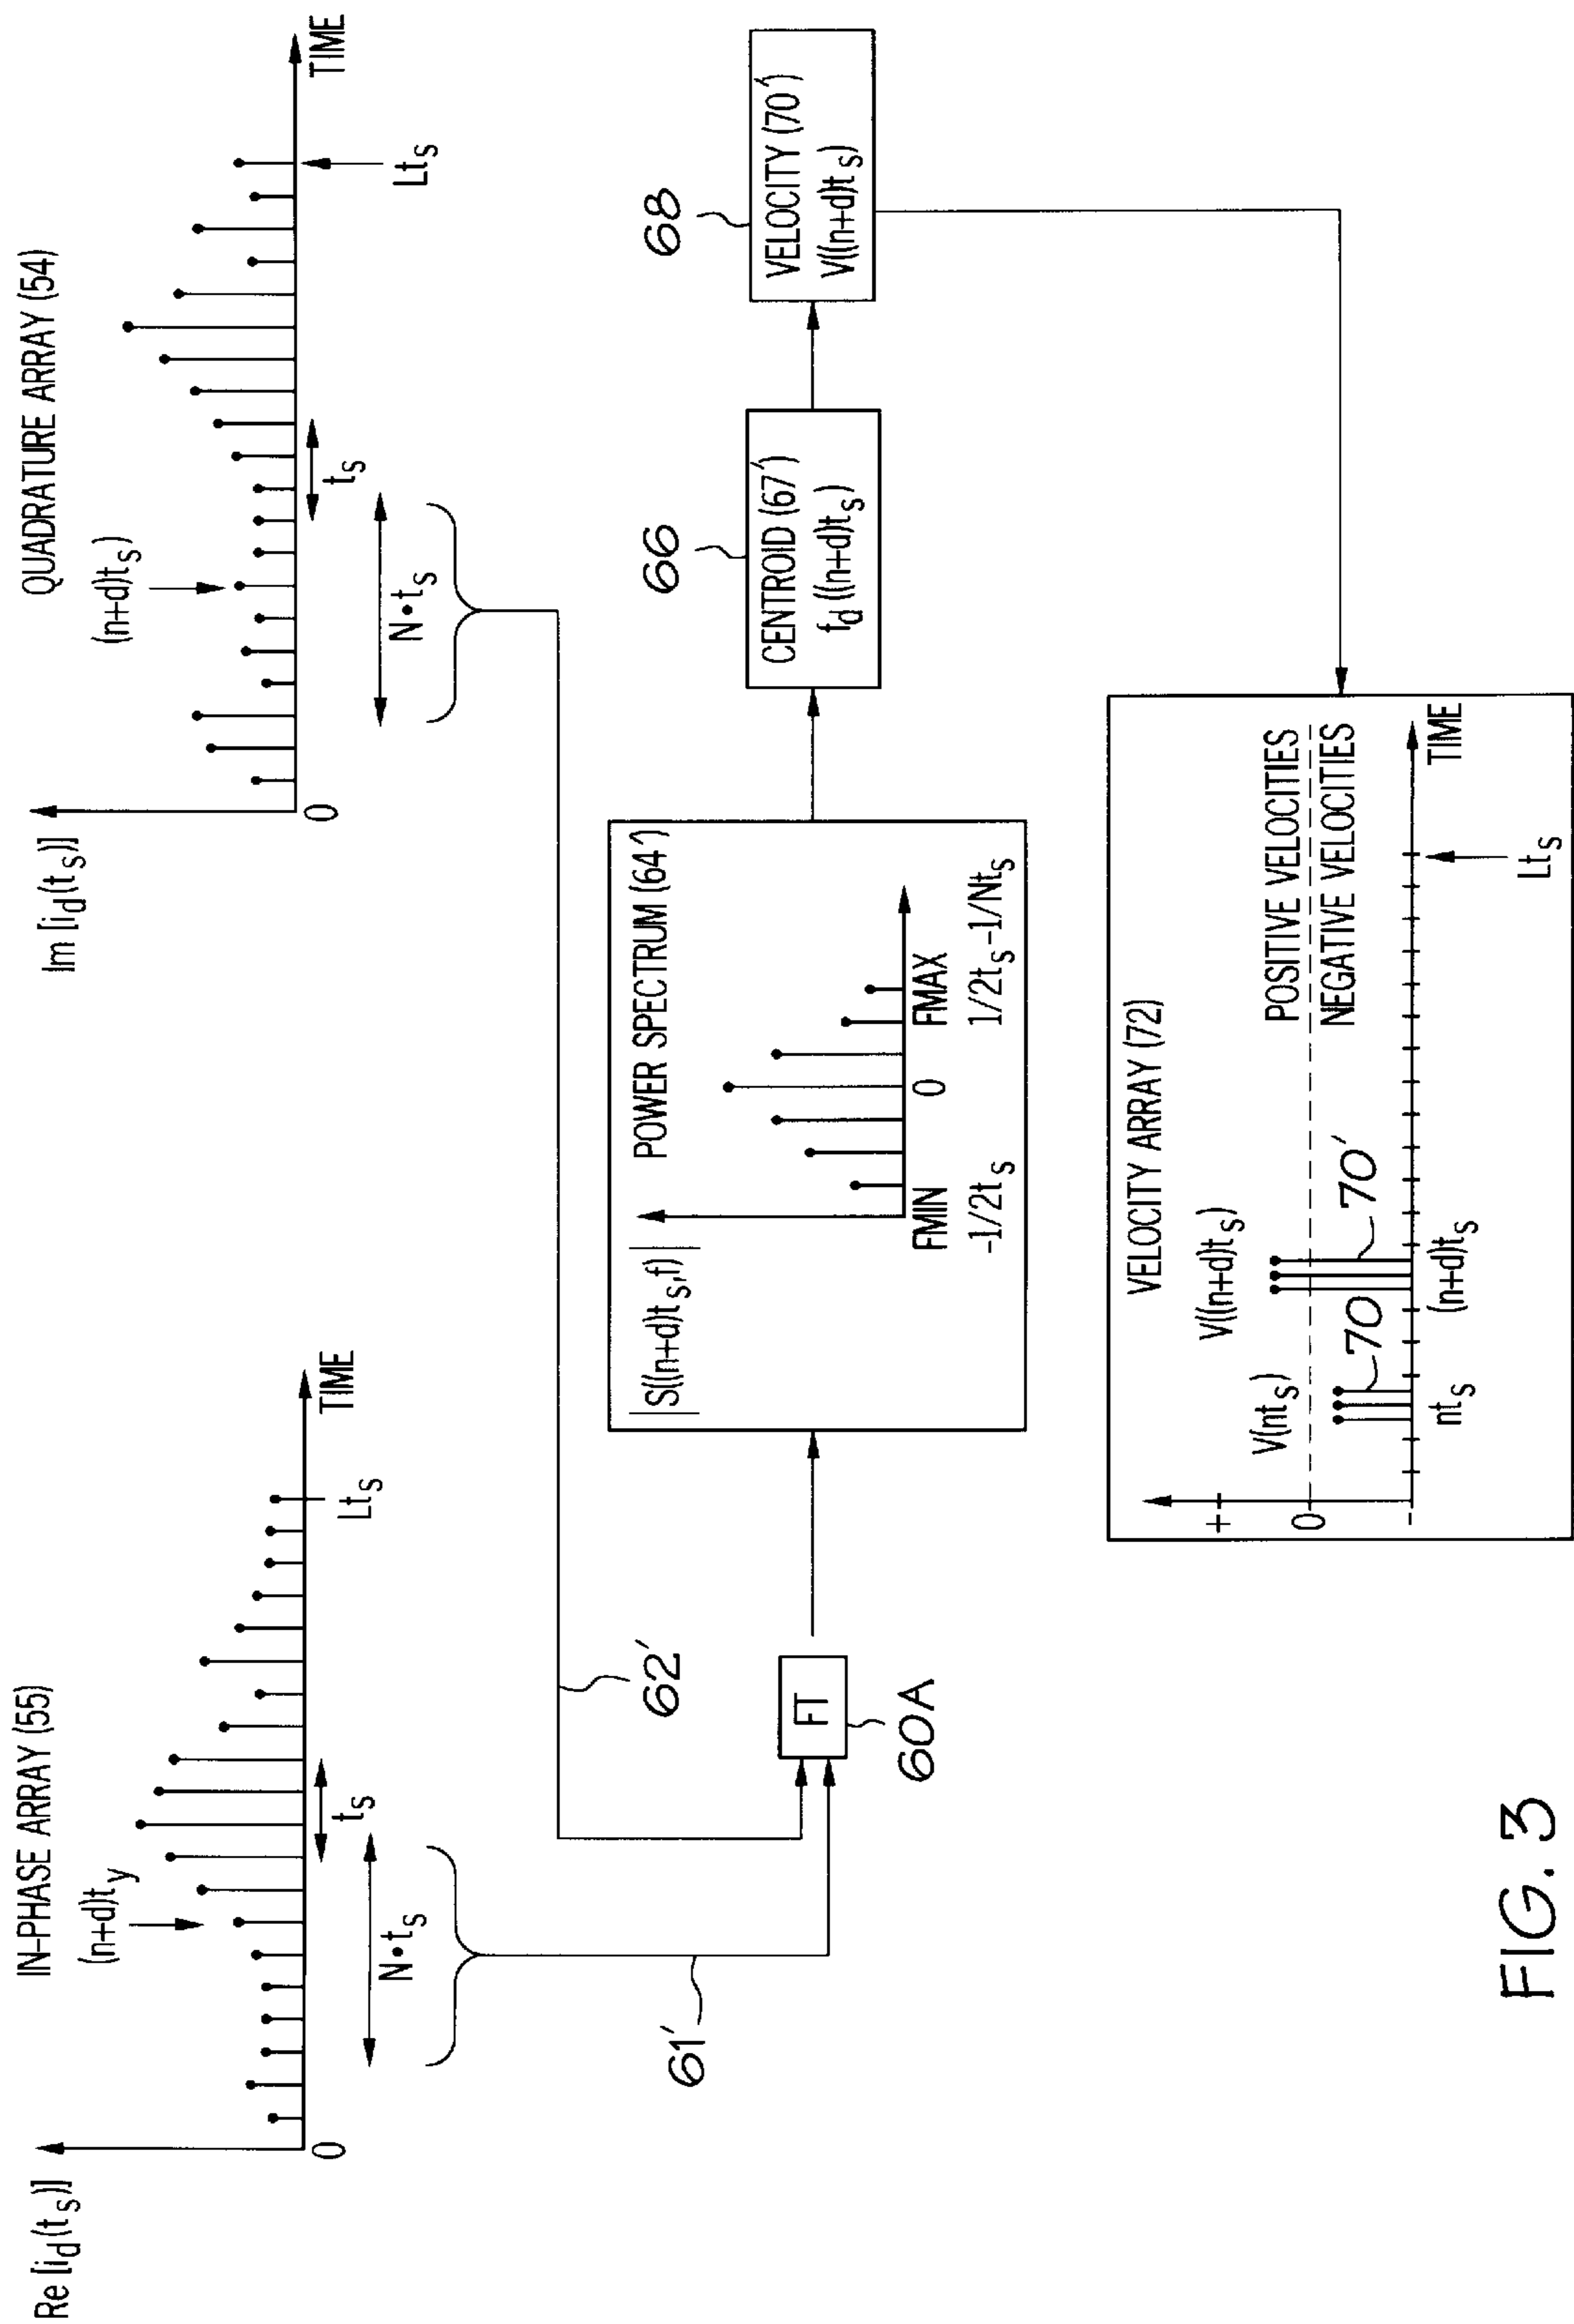 IN-PHASE ARRAY (55)
Re [i_d(t_s)]
(n+d)t_y
0
N•t_s
t_s
Lt_s
TIME
61'
QUADRATURE ARRAY (54)
Im [i_d(t_s)]
(n+d)t_s)
0
N•t_s
t_s
Lt_s
TIME
62'
FT
60A
POWER SPECTRUM (64')
|S((n+d)t_s,f)|
FMIN 0 FMAX
-1/2t_s 1/2t_s-1/Nt_s
66
CENTROID (67')
f_d ((n+d)t_s)
68
VELOCITY (70')
V((n+d)t_s)
VELOCITY ARRAY (72)
V(nt_s) V((n+d)t_s)
+
0
-
70
70'
POSITIVE VELOCITIES
NEGATIVE VELOCITIES
nt_s (n+d)t_s Lt_s
TIME
FIG. 3